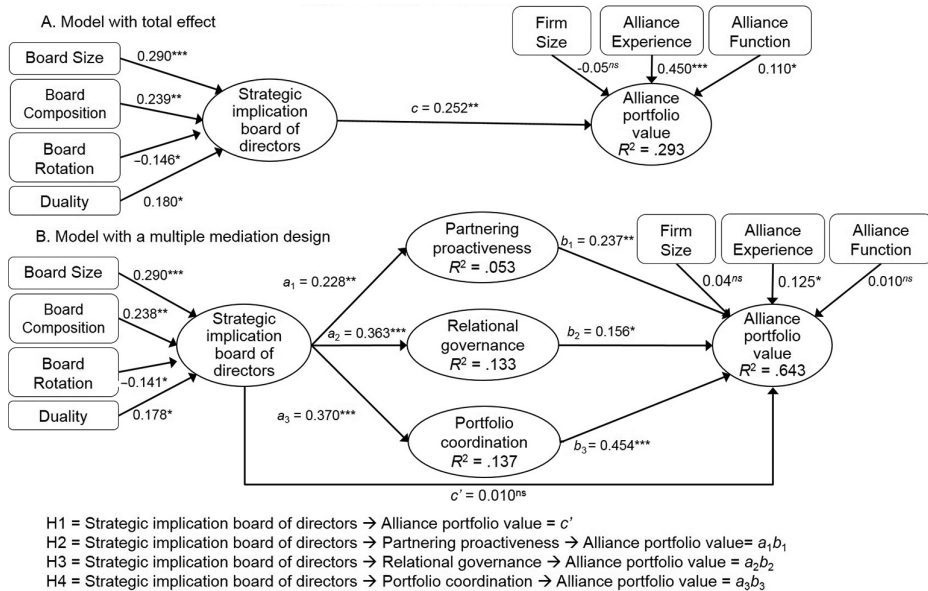 A. Model with total effect
Board Size
0.290***
Board
Composition
0.239**
Board
Rotation
–0.146*
Duality
0.180*
Strategic
implication
board of
directors
c = 0.252**
Firm
Size
Alliance
Experience
Alliance
Function
-0.05ns
0.450***
0.110*
Alliance
portfolio
value
R² = .293
B. Model with a multiple mediation design
Board Size
0.290***
Board
Composition
0.238**
Board
Rotation
–0.141*
Duality
0.178*
Strategic
implication
board of
directors
a₁ = 0.228**
a₂ = 0.363***
a₃ = 0.370***
Partnering
proactiveness
R² = .053
Relational
governance
R² = .133
Portfolio
coordination
R² = .137
b₁ = 0.237**
b₂ = 0.156*
b₃ = 0.454***
Firm
Size
Alliance
Experience
Alliance
Function
0.04ns
0.125*
0.010ns
Alliance
portfolio
value
R² = .643
c’ = 0.010ns
H1 = Strategic implication board of directors → Alliance portfolio value = c’
H2 = Strategic implication board of directors → Partnering proactiveness → Alliance portfolio value= a₁b₁
H3 = Strategic implication board of directors → Relational governance → Alliance portfolio value = a₂b₂
H4 = Strategic implication board of directors → Portfolio coordination → Alliance portfolio value = a₃b₃